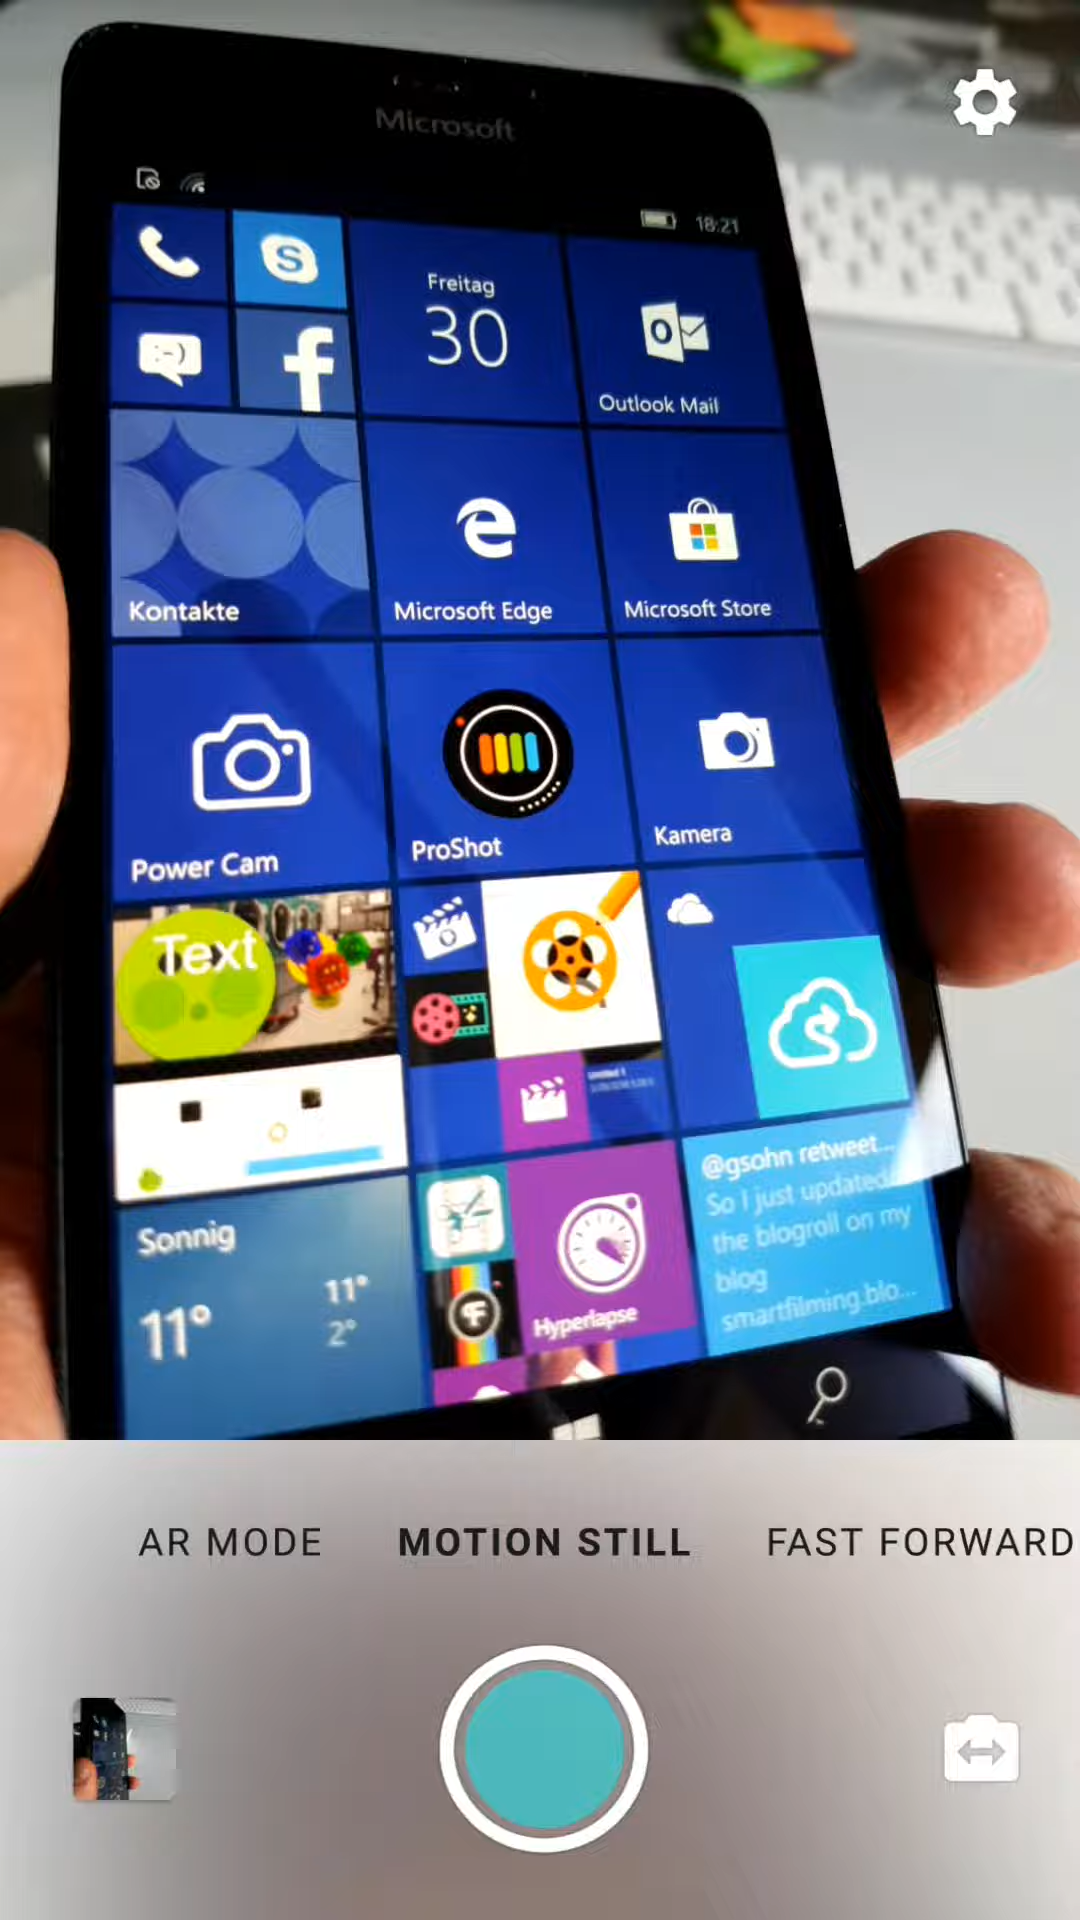 Microsoft
18:21
Freitag
30
Outlook Mail
Kontakte
Microsoft Edge
Microsoft Store
Power Cam
ProShot
Kamera
Text
Sonnig
11°
11°
2°
Hyperlapse
@gsohn retweet...
So I just updated
the blogroll on my
blog
smartfilming.blo...
AR MODE
MOTION STILL
FAST FORWARD